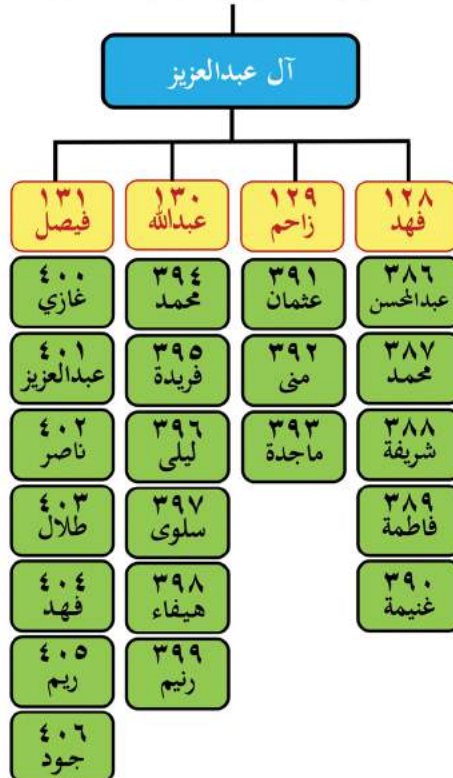 آل عبدالعزيز
١٢٨
فهد
٣٨٦
عبدالمحسن
٣٨٧
محمد
٣٨٨
شريفة
٣٨٩
فاطمة
٣٩٠
غنيمة
١٢٩
زاحم
٣٩١
عثمان
٣٩٢
منى
٣٩٣
ماجدة
١٣٠
عبدالله
٣٩٤
محمد
٣٩٥
فريدة
٣٩٦
ليلى
٣٩٧
سلوى
٣٩٨
هيفاء
٣٩٩
رنيم
١٣١
فيصل
٤٠٠
غازي
٤٠١
عبدالعزيز
٤٠٢
ناصر
٤٠٣
طلال
٤٠٤
فهد
٤٠٥
ريم
٤٠٦
جود